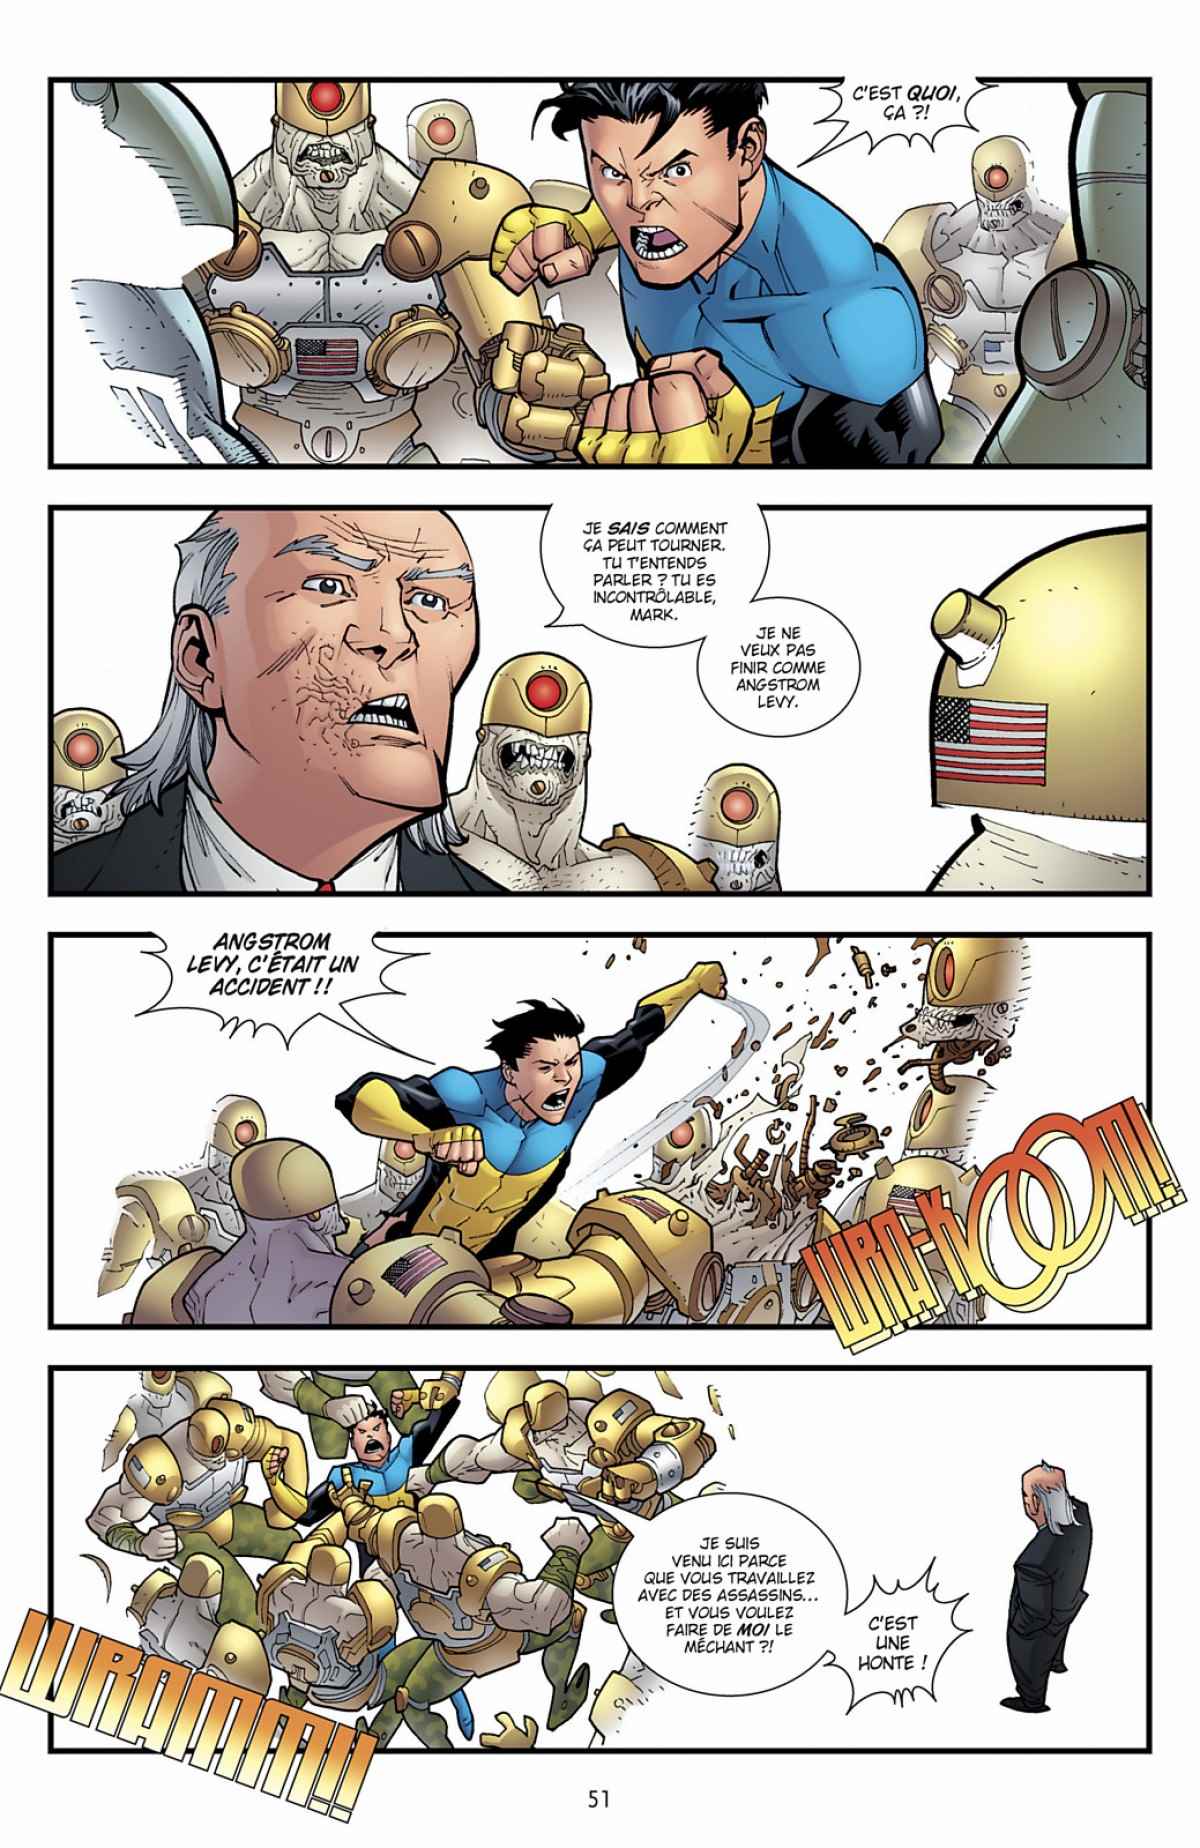 C'EST QUOI,
ÇA ?!
JE SAIS COMMENT
ÇA PEUT TOURNER.
TU T'ENTENDS
PARLER ? TU ES
INCONTRÔLABLE,
MARK.
JE NE
VEUX PAS
FINIR COMME
ANGSTROM
LEVY.
ANGSTROM
LEVY, C'ÉTAIT UN
ACCIDENT !!
WRA-KOOOM!!
JE SUIS
VENU ICI PARCE
QUE VOUS TRAVAILLEZ
AVEC DES ASSASSINS...
ET VOUS VOULEZ
FAIRE DE MOI LE
MÉCHANT ?!
C'EST
UNE
HONTE !
WRAMM!!
51